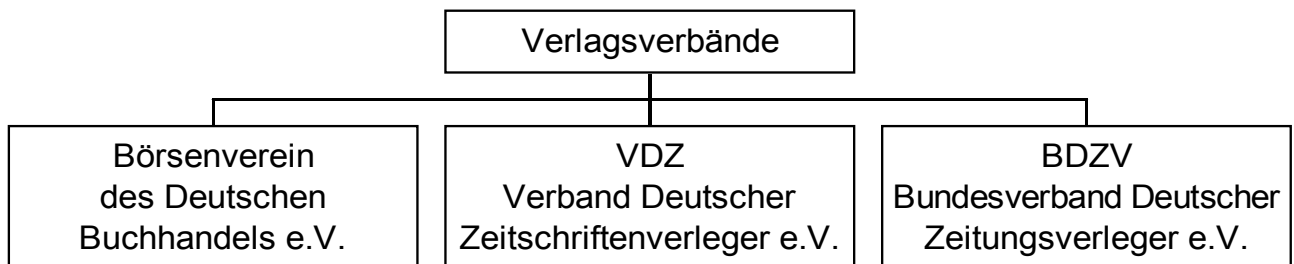 Verlagsverbände
Börsenverein
des Deutschen
Buchhandels e.V.
VDZ
Verband Deutscher
Zeitschriftenverleger e.V.
BDZV
Bundesverband Deutscher
Zeitungsverleger e.V.